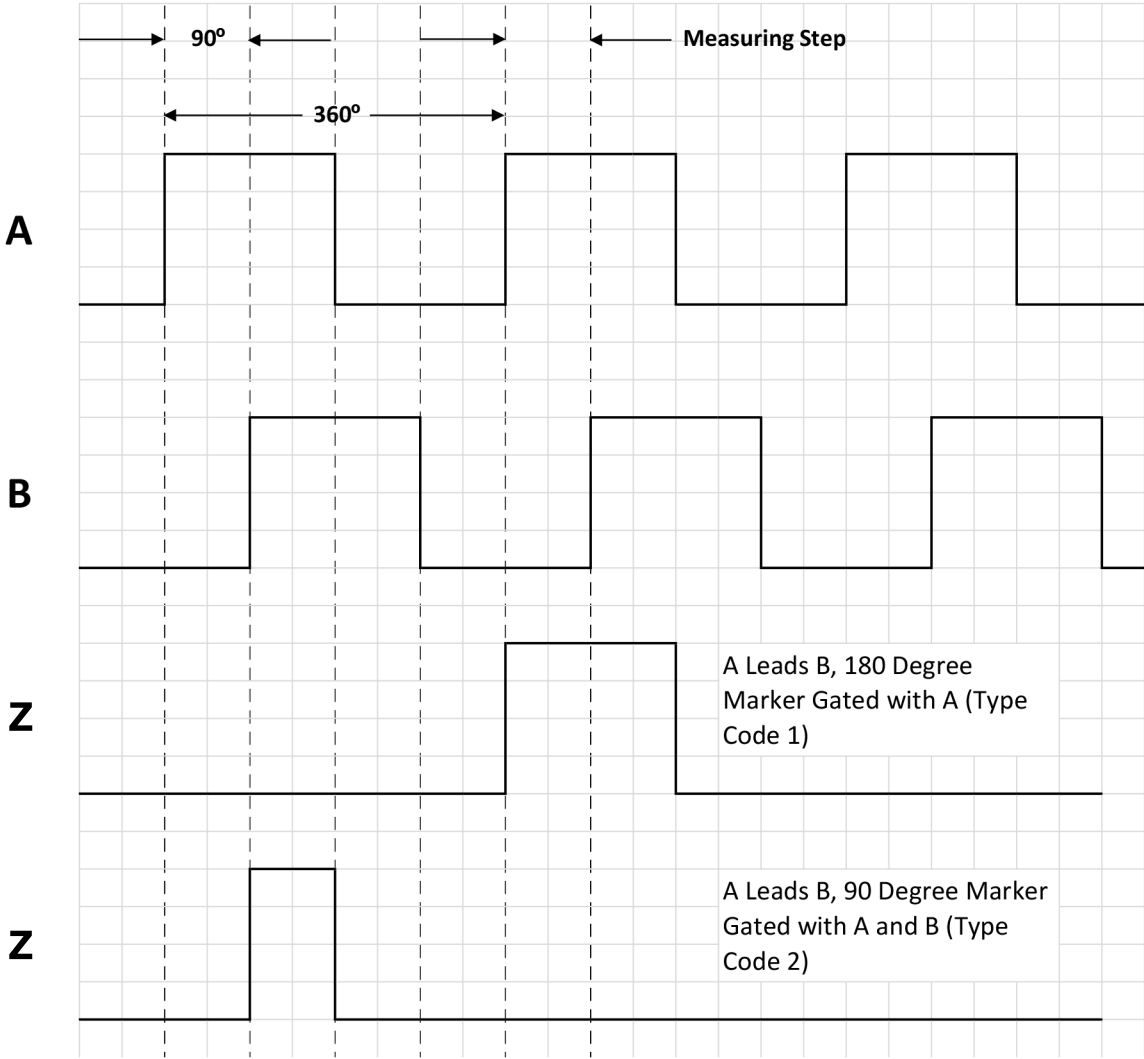 90º
Measuring Step
360º
A
B
Z
A Leads B, 180 Degree
Marker Gated with A (Type
Code 1)
Z
A Leads B, 90 Degree Marker
Gated with A and B (Type
Code 2)